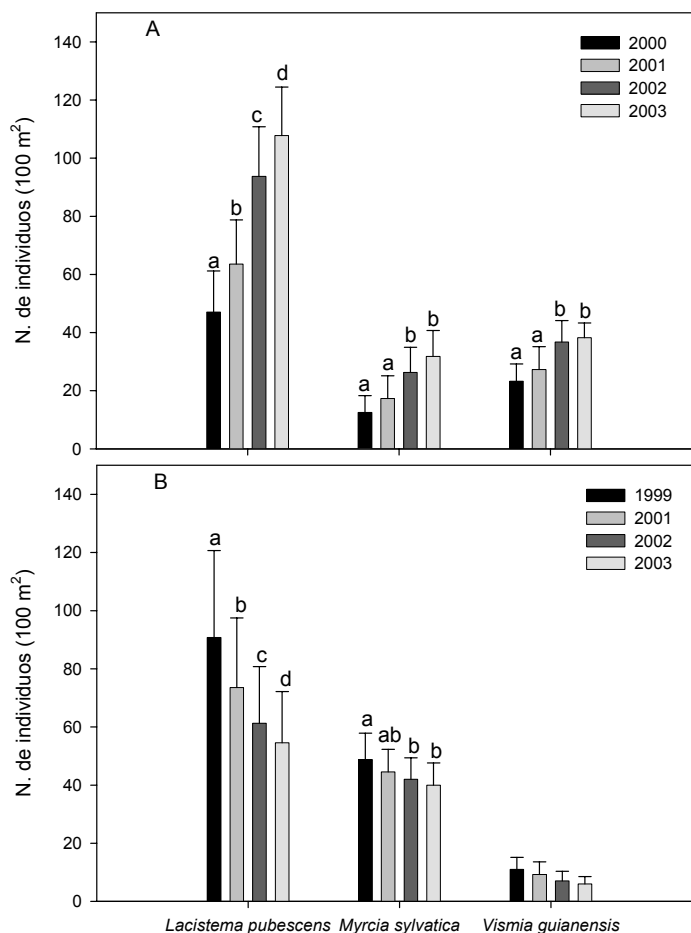 A
2000
2001
2002
2003
N. de individuos (100 m²)
140
120
100
80
60
40
20
0
a b c d
a a b b
a a b b
B
1999
2001
2002
2003
N. de individuos (100 m²)
140
120
100
80
60
40
20
0
a b c d
a ab b b
Lacistema pubescens Myrcia sylvatica Vismia guianensis